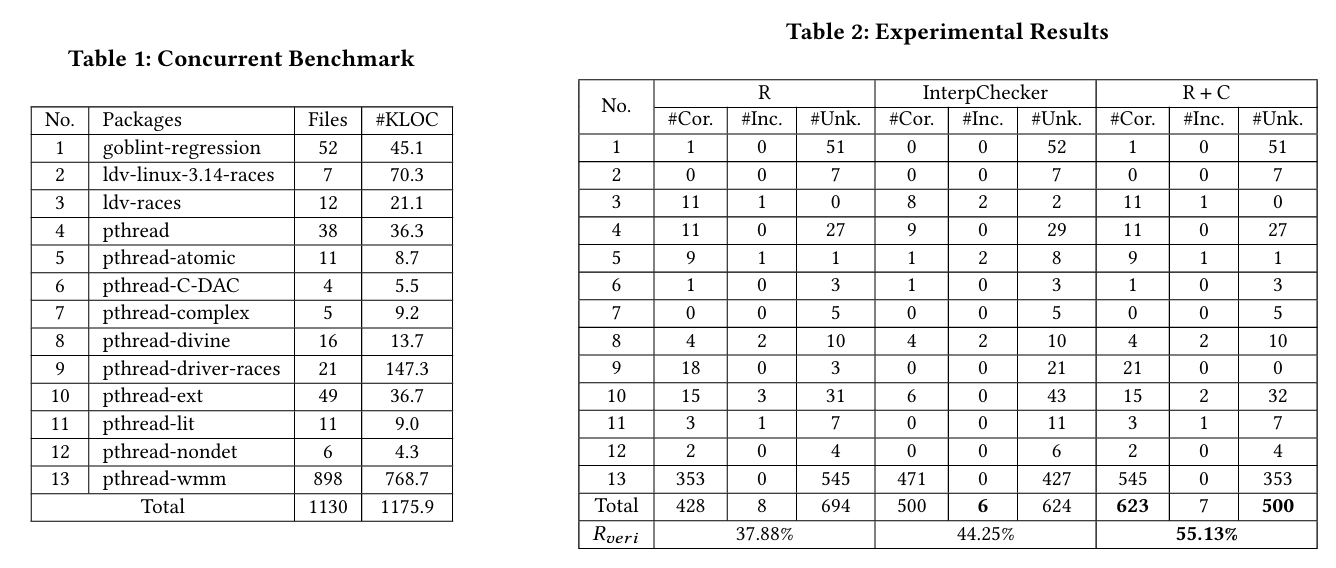 Table 1: Concurrent Benchmark
No. Packages Files #KLOC
1 goblint-regression 52 45.1
2 ldv-linux-3.14-races 7 70.3
3 ldv-races 12 21.1
4 pthread 38 36.3
5 pthread-atomic 11 8.7
6 pthread-C-DAC 4 5.5
7 pthread-complex 5 9.2
8 pthread-divine 16 13.7
9 pthread-driver-races 21 147.3
10 pthread-ext 49 36.7
11 pthread-lit 11 9.0
12 pthread-nondet 6 4.3
13 pthread-wmm 898 768.7
Total 1130 1175.9
Table 2: Experimental Results
No. R InterpChecker R + C
#Cor. #Inc. #Unk. #Cor. #Inc. #Unk. #Cor. #Inc. #Unk.
1 1 0 51 0 0 52 1 0 51
2 0 0 7 0 0 7 0 0 7
3 11 1 0 8 2 2 11 1 0
4 11 0 27 9 0 29 11 0 27
5 9 1 1 1 2 8 9 1 1
6 1 0 3 1 0 3 1 0 3
7 0 0 5 0 0 5 0 0 5
8 4 2 10 4 2 10 4 2 10
9 18 0 3 0 0 21 21 0 0
10 15 3 31 6 0 43 15 2 32
11 3 1 7 0 0 11 3 1 7
12 2 0 4 0 0 6 2 0 4
13 353 0 545 471 0 427 545 0 353
Total 428 8 694 500 6 624 623 7 500
Rveri 37.88% 44.25% 55.13%